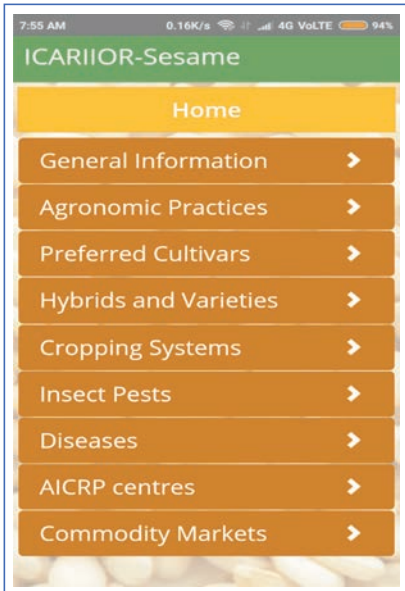 7:55 AM 0.16K/s 4G VoLTE 94%
ICARIIOR-Sesame
Home
General Information
Agronomic Practices
Preferred Cultivars
Hybrids and Varieties
Cropping Systems
Insect Pests
Diseases
AICRP centres
Commodity Markets